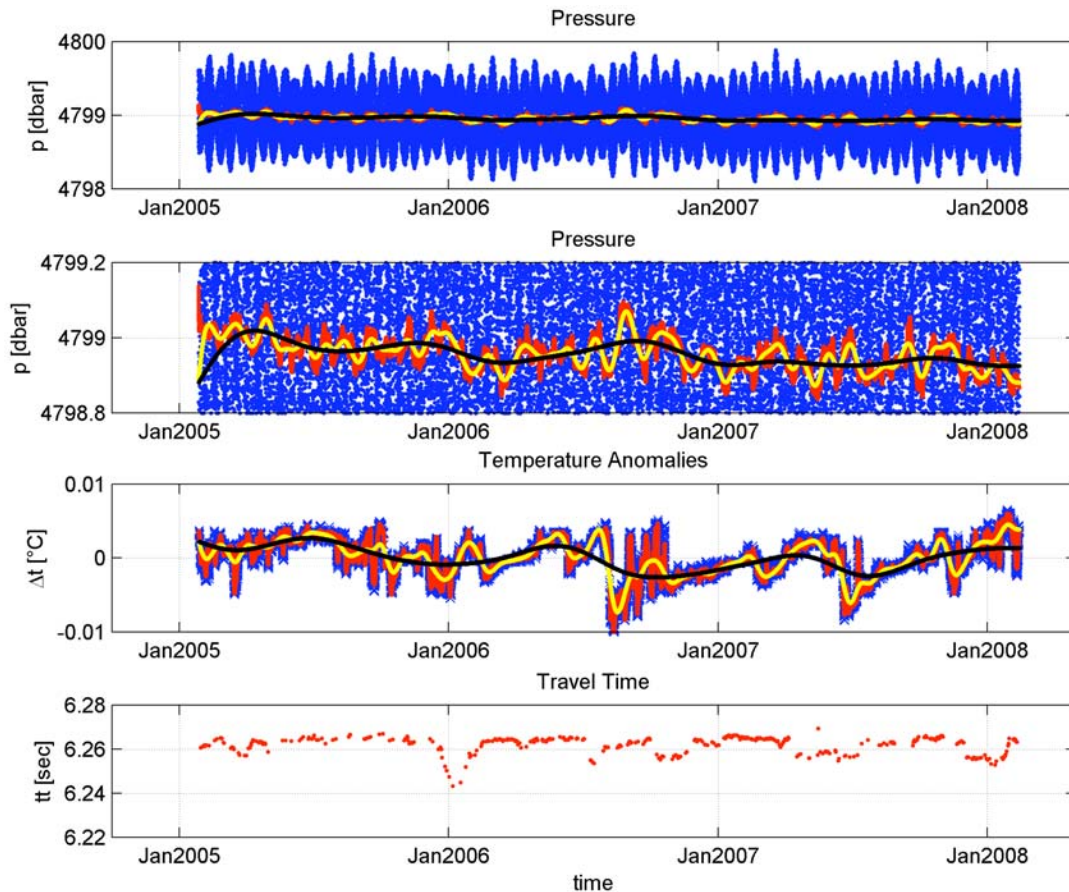 Pressure
4800
4799
4798
p [dbar]
Jan2005 Jan2006 Jan2007 Jan2008
Pressure
4799.2
4799
4798.8
p [dbar]
Jan2005 Jan2006 Jan2007 Jan2008
Temperature Anomalies
0.01
0
-0.01
Δt [°C]
Jan2005 Jan2006 Jan2007 Jan2008
Travel Time
6.28
6.26
6.24
6.22
tt [sec]
Jan2005 Jan2006 Jan2007 Jan2008
time